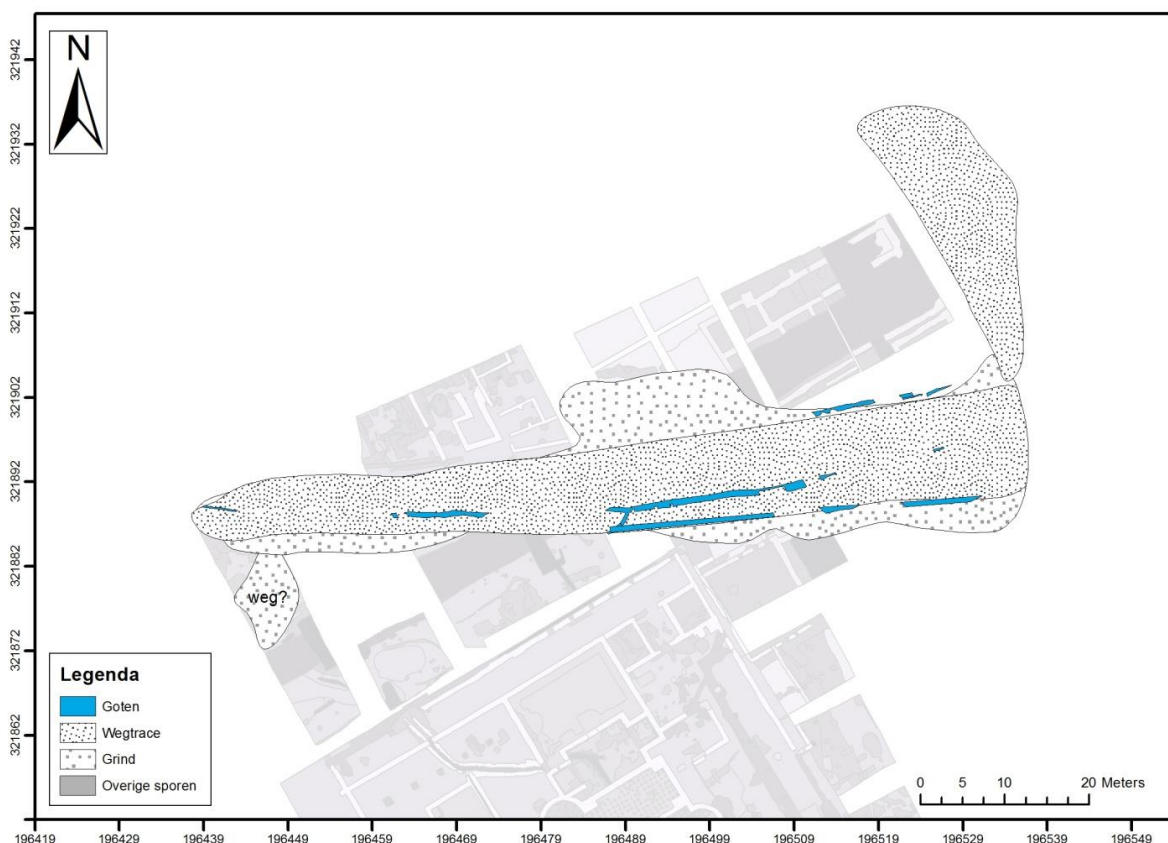 N
321942
321932
321922
321912
321902
321892
321882
321872
321862
weg?
Legenda
Goten
Wegtrace
Grind
Overige sporen
0 5 10 20 Meters
196419 196429 196439 196449 196459 196469 196479 196489 196499 196509 196519 196529 196539 196549